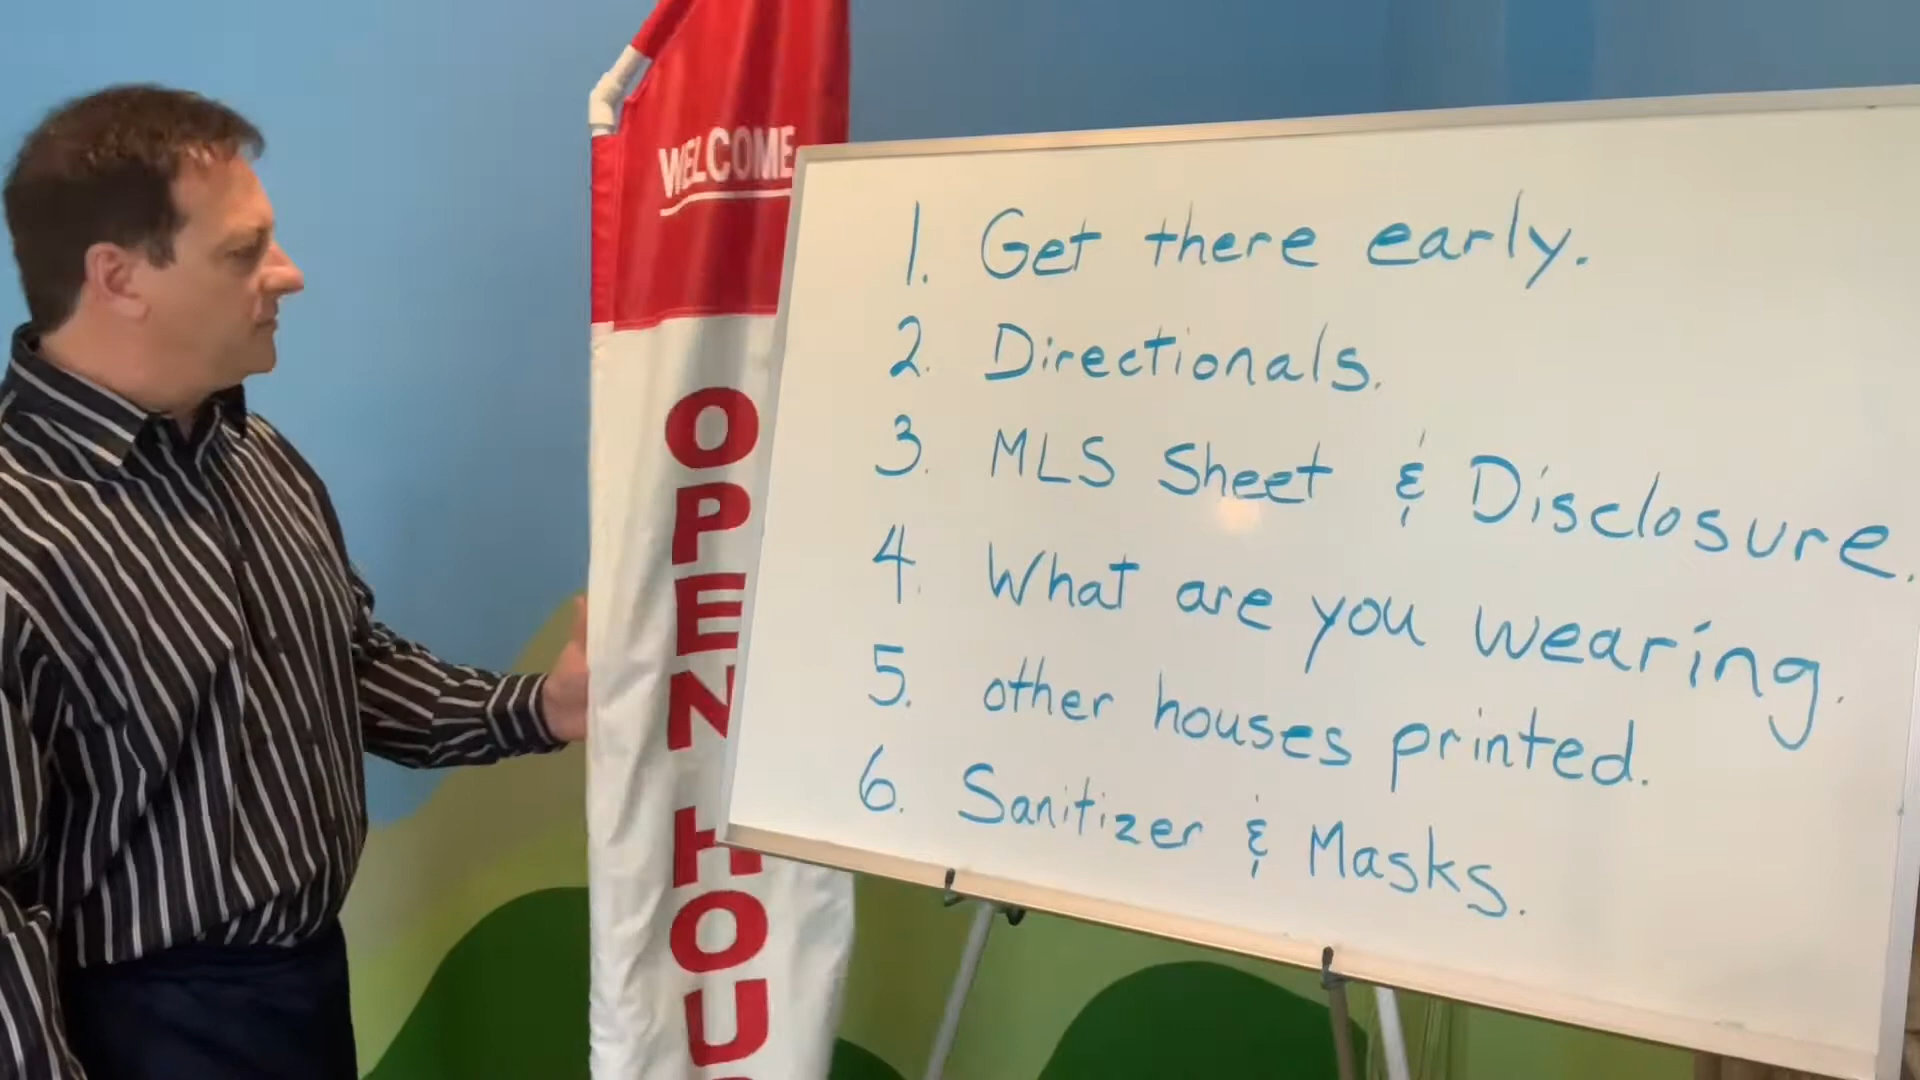 WELCOME
OPEN HOU
1. Get there early.
2. Directionals.
3. MLS Sheet & Disclosure.
4. What are you wearing.
5. other houses printed.
6. Sanitizer & Masks.